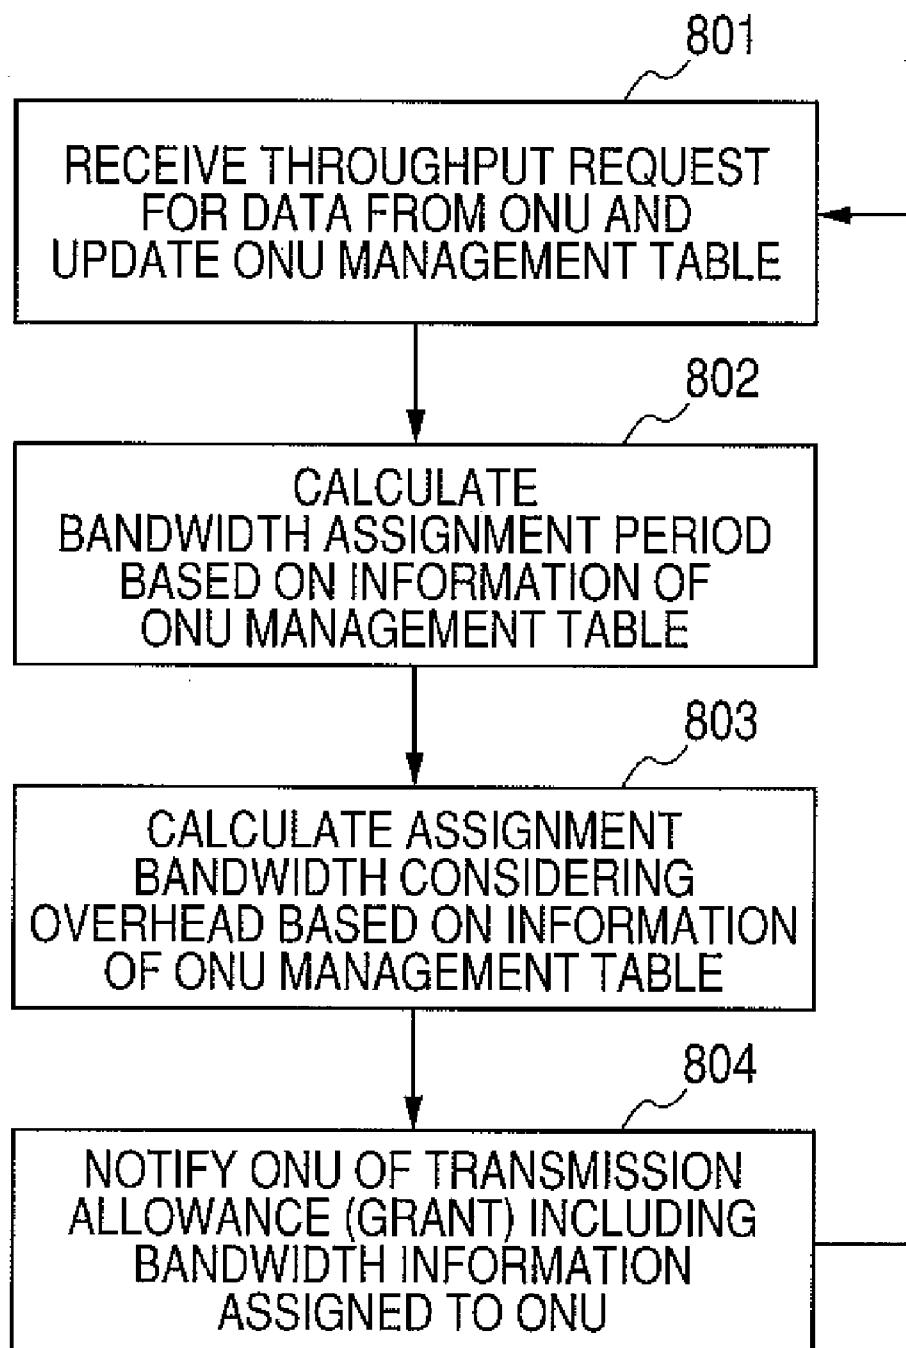 801
RECEIVE THROUGHPUT REQUEST
FOR DATA FROM ONU AND
UPDATE ONU MANAGEMENT TABLE
802
CALCULATE
BANDWIDTH ASSIGNMENT PERIOD
BASED ON INFORMATION OF
ONU MANAGEMENT TABLE
803
CALCULATE ASSIGNMENT
BANDWIDTH CONSIDERING
OVERHEAD BASED ON INFORMATION
OF ONU MANAGEMENT TABLE
804
NOTIFY ONU OF TRANSMISSION
ALLOWANCE (GRANT) INCLUDING
BANDWIDTH INFORMATION
ASSIGNED TO ONU